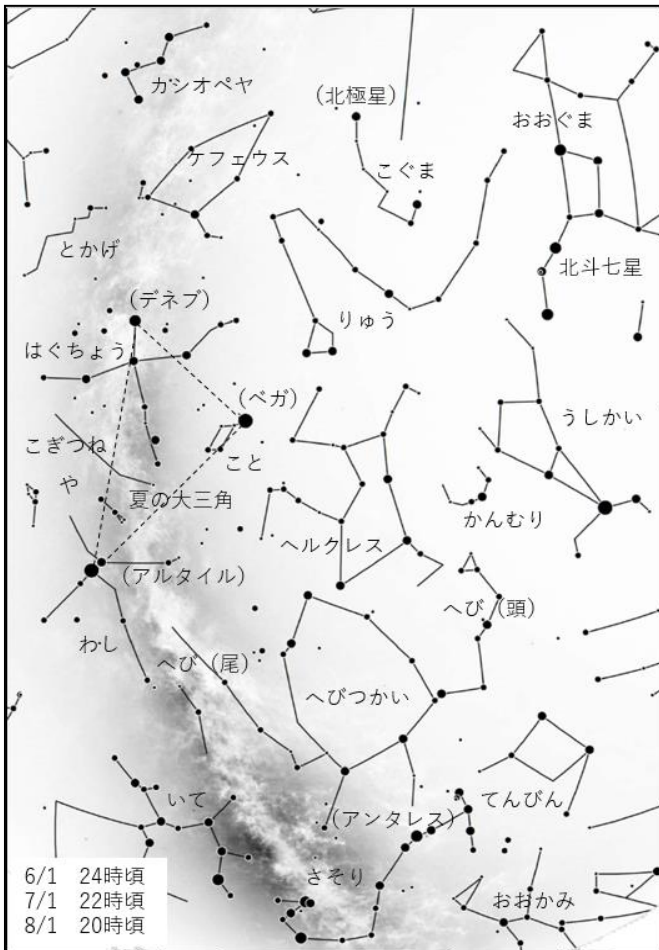 カシオペヤ
(北極星)
おおぐま
ケフェウス
こぐま
とかげ
北斗七星
(デネブ)
りゅう
はくちょう
(ベガ)
うしかい
こぎつね
こと
や
夏の大三角
かんむり
ヘルクレス
(アルタイル)
へび(頭)
わし
へび(尾)
へびつかい
いて
(アンタレス)
てんびん
さそり
おおかみ
6/1 24時頃
7/1 22時頃
8/1 20時頃